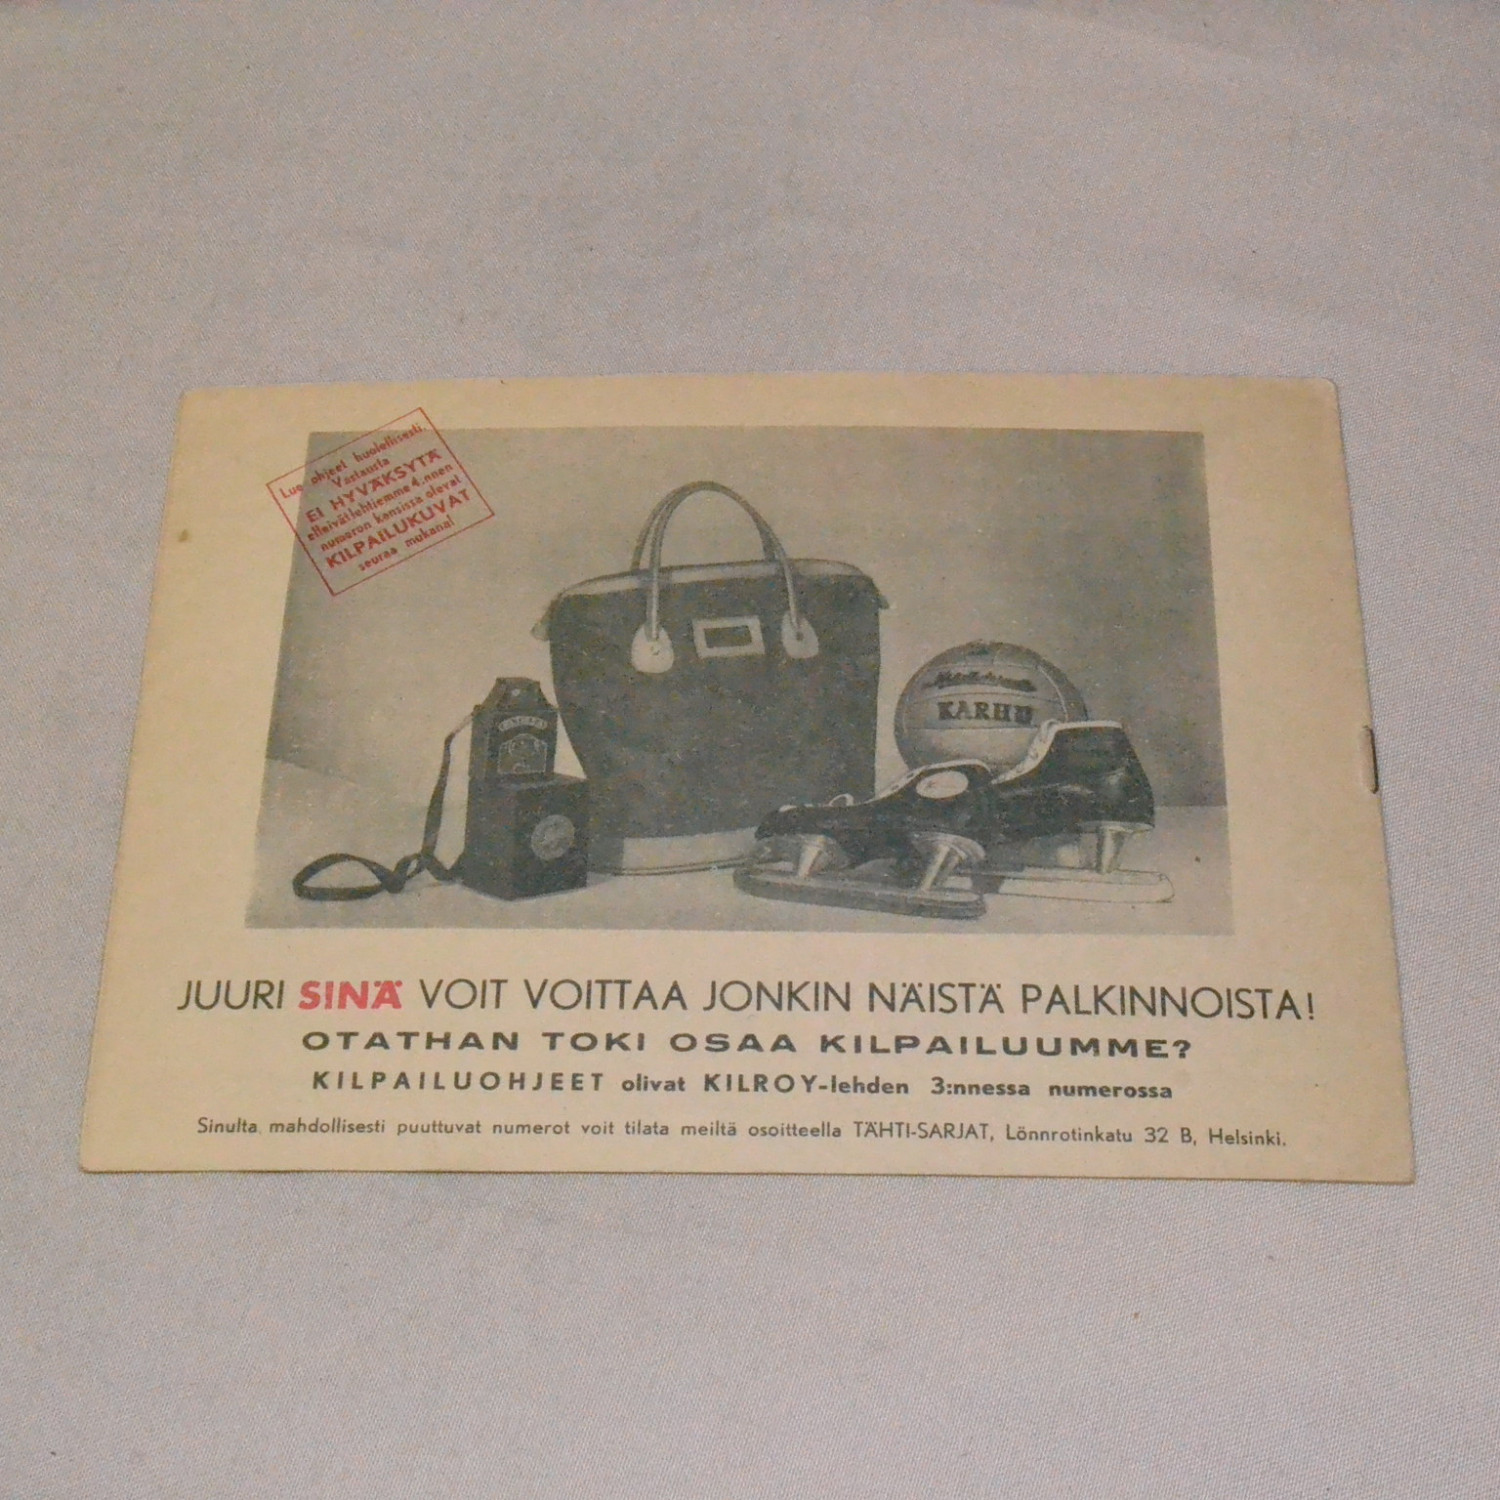 Lue ohjeet huolellisesti.
Vastausta
EI HYVÄKSYTÄ
elleivät lehtiemme 4:nnen
numeron kansissa olevat
KILPAILUKUVAT
seuraa mukana!
KARHU
JUURI SINÄ VOIT VOITTAA JONKIN NÄISTÄ PALKINNOISTA!
OTATHAN TOKI OSAA KILPAILUUMME?
KILPAILUOHJEET olivat KILROY-lehden 3:nnessa numerossa
Sinulta mahdollisesti puuttuvat numerot voit tilata meiltä osoitteella TÄHTI-SARJAT, Lönnrotinkatu 32 B, Helsinki.